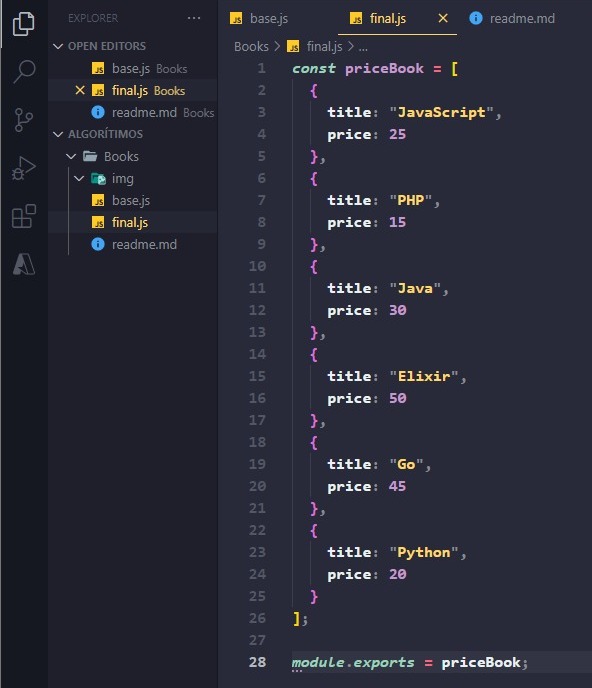 EXPLORER ...
OPEN EDITORS
JS base.js Books
JS final.js Books
readme.md Books
ALGORÍTIMOS
Books
img
JS base.js
JS final.js
readme.md
JS base.js JS final.js readme.md
Books > JS final.js > ...
1 const priceBook = [
2 {
3 title: "JavaScript",
4 price: 25
5 },
6 {
7 title: "PHP",
8 price: 15
9 },
10 {
11 title: "Java",
12 price: 30
13 },
14 {
15 title: "Elixir",
16 price: 50
17 },
18 {
19 title: "Go",
20 price: 45
21 },
22 {
23 title: "Python",
24 price: 20
25 }
26 ];
27
28 module.exports = priceBook;